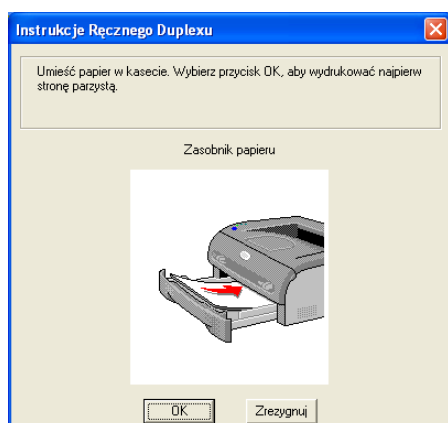 Instrukcje Ręcznego Duplexu
Umieść papier w kasecie. Wybierz przycisk OK, aby wydrukować najpierw
stronę parzystą.
Zasobnik papieru
OK
Zrezygnuj